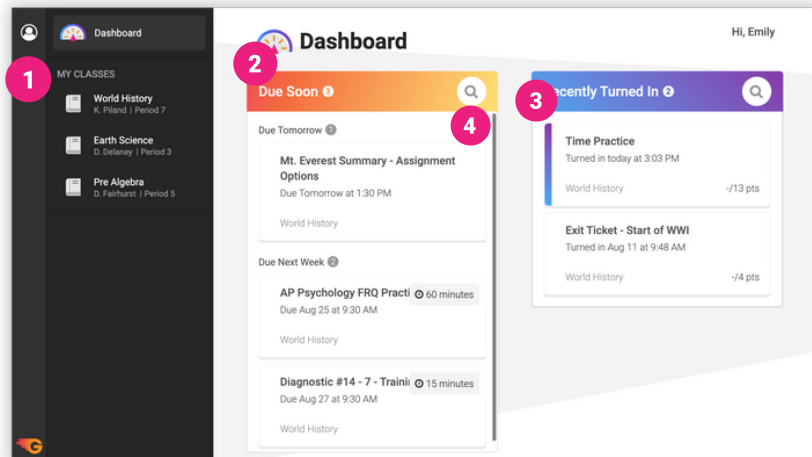 Dashboard
MY CLASSES
World History
K. Piland | Period 7
Earth Science
D. Delaney | Period 3
Pre Algebra
D. Fairhurst | Period 5
G
1
Dashboard
Hi, Emily
2
Due Soon 3
4
Due Tomorrow 1
Mt. Everest Summary - Assignment
Options
Due Tomorrow at 1:30 PM
World History
Due Next Week 2
AP Psychology FRQ Practi 60 minutes
Due Aug 25 at 9:30 AM
World History
Diagnostic #14 - 7 - Trainin 15 minutes
Due Aug 27 at 9:30 AM
World History
3
ecently Turned In 2
Time Practice
Turned in today at 3:03 PM
World History -/13 pts
Exit Ticket - Start of WWI
Turned in Aug 11 at 9:48 AM
World History -/4 pts